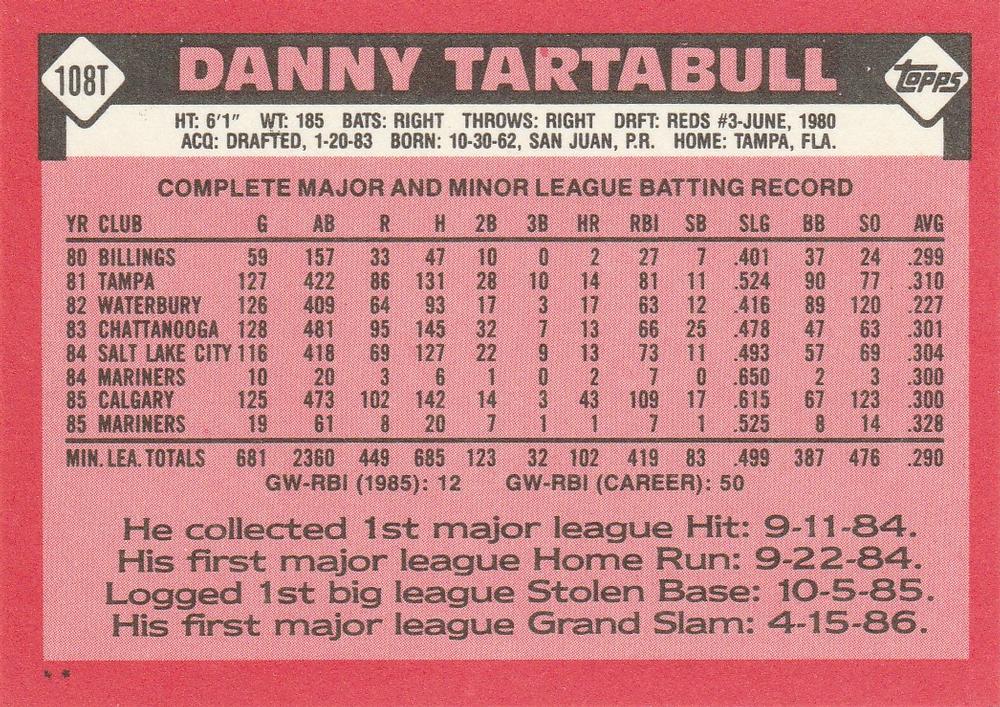 108T DANNY TARTABULL Topps
HT: 6'1" WT: 185 BATS: RIGHT THROWS: RIGHT DRFT: REDS #3-JUNE, 1980
ACQ: DRAFTED, 1-20-83 BORN: 10-30-62, SAN JUAN, P.R. HOME: TAMPA, FLA.
COMPLETE MAJOR AND MINOR LEAGUE BATTING RECORD
YR CLUB G AB R H 2B 3B HR RBI SB SLG BB SO AVG
80 BILLINGS 59 157 33 47 10 0 2 27 7 .401 37 24 .299
81 TAMPA 127 422 86 131 28 10 14 81 11 .524 90 77 .310
82 WATERBURY 126 409 64 93 17 3 17 63 12 .416 89 120 .227
83 CHATTANOOGA 128 481 95 145 32 7 13 66 25 .478 47 63 .301
84 SALT LAKE CITY 116 418 69 127 22 9 13 73 11 .493 57 69 .304
84 MARINERS 10 20 3 6 1 0 2 7 0 .650 2 3 .300
85 CALGARY 125 473 102 142 14 3 43 109 17 .615 67 123 .300
85 MARINERS 19 61 8 20 7 1 1 7 1 .525 8 14 .328
MIN. LEA. TOTALS 681 2360 449 685 123 32 102 419 83 .499 387 476 .290
GW-RBI (1985): 12 GW-RBI (CAREER): 50
He collected 1st major league Hit: 9-11-84.
His first major league Home Run: 9-22-84.
Logged 1st big league Stolen Base: 10-5-85.
His first major league Grand Slam: 4-15-86.
* *